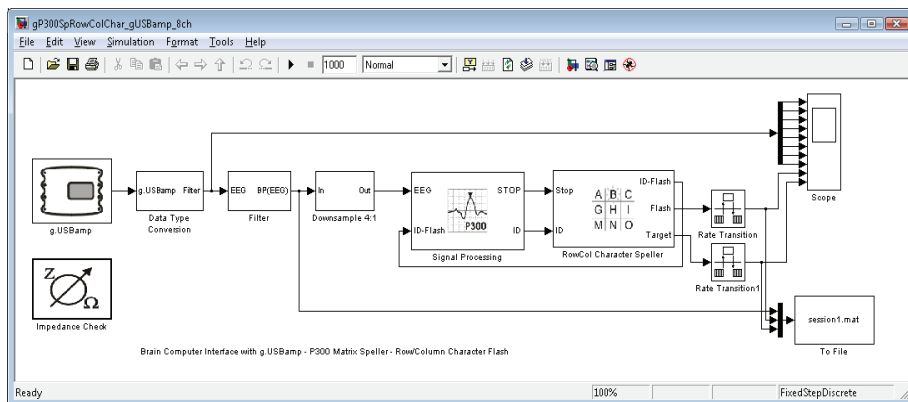 gP300SpRowColChar_gUSBamp_8ch
File Edit View Simulation Format Tools Help
1000 Normal
g.USBamp
g.USBamp Filter
Data Type
Conversion
EEG BP(EEG)
Filter
In Out
Downsample 4:1
EEG STOP
ID-Flash ID
P300
Signal Processing
Stop ID-Flash
Flash
ID Target
A B C
G H I
M N O
RowCol Character Speller
Rate Transition
Rate Transition1
Scope
Z Ω
Impedance Check
session1.mat
To File
Brain Computer Interface with g.USBamp - P300 Matrix Speller - Row/Column Character Flash
Ready 100% FixedStepDiscrete